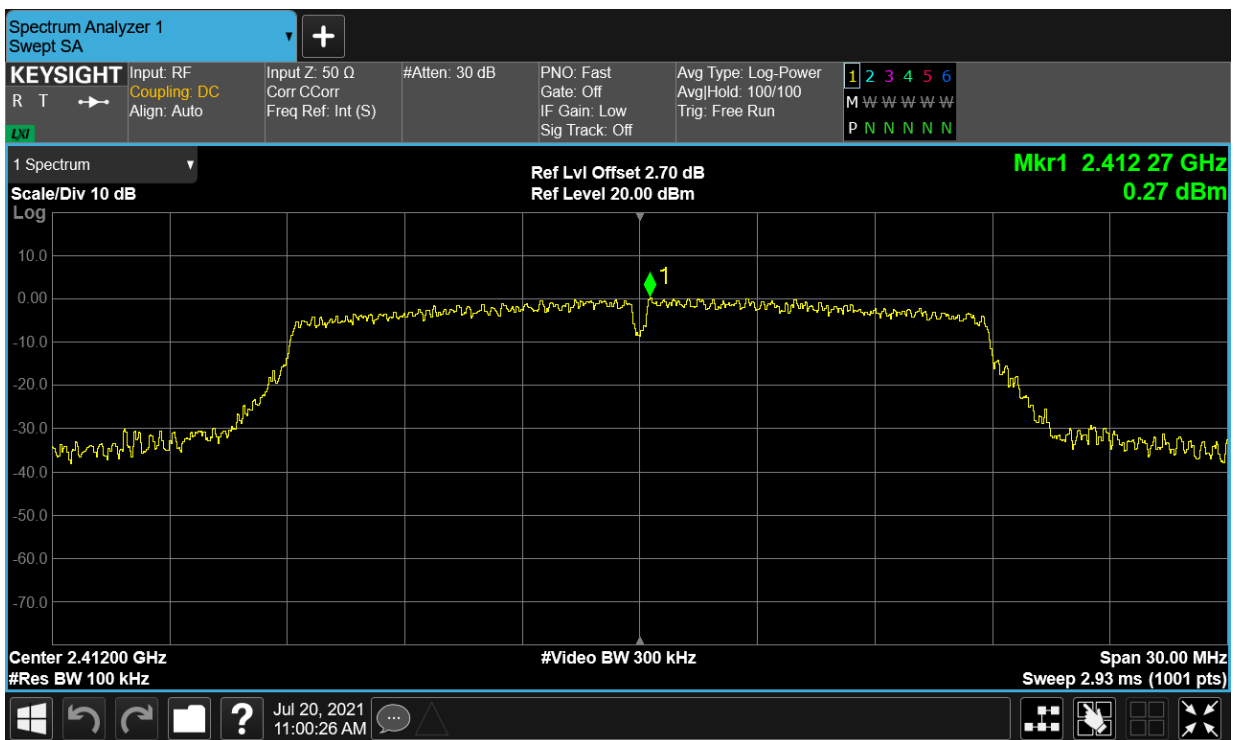 Spectrum Analyzer 1
Swept SA
+
KEYSIGHT Input: RF Input Z: 50 Ω #Atten: 30 dB PNO: Fast Avg Type: Log-Power 1 2 3 4 5 6
R T Coupling: DC Corr CCorr Gate: Off Avg|Hold: 100/100 M W W W W W
Align: Auto Freq Ref: Int (S) IF Gain: Low Trig: Free Run
LXI Sig Track: Off P N N N N N
1 Spectrum Ref Lvl Offset 2.70 dB Mkr1 2.412 27 GHz
Scale/Div 10 dB Ref Level 20.00 dBm 0.27 dBm
Log
10.0
1
0.00
-10.0
-20.0
-30.0
-40.0
-50.0
-60.0
-70.0
Center 2.41200 GHz #Video BW 300 kHz Span 30.00 MHz
#Res BW 100 kHz Sweep 2.93 ms (1001 pts)
? Jul 20, 2021
11:00:26 AM